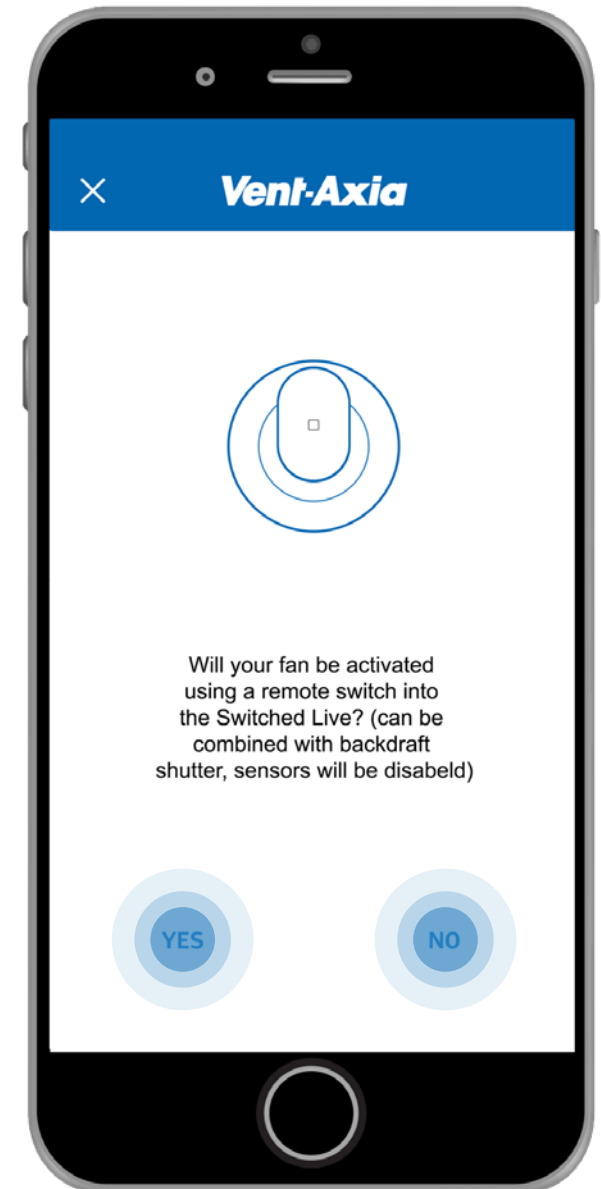 Vent-Axia
Will your fan be activated
using a remote switch into
the Switched Live? (can be
combined with backdraft
shutter, sensors will be disabeld)
YES
NO